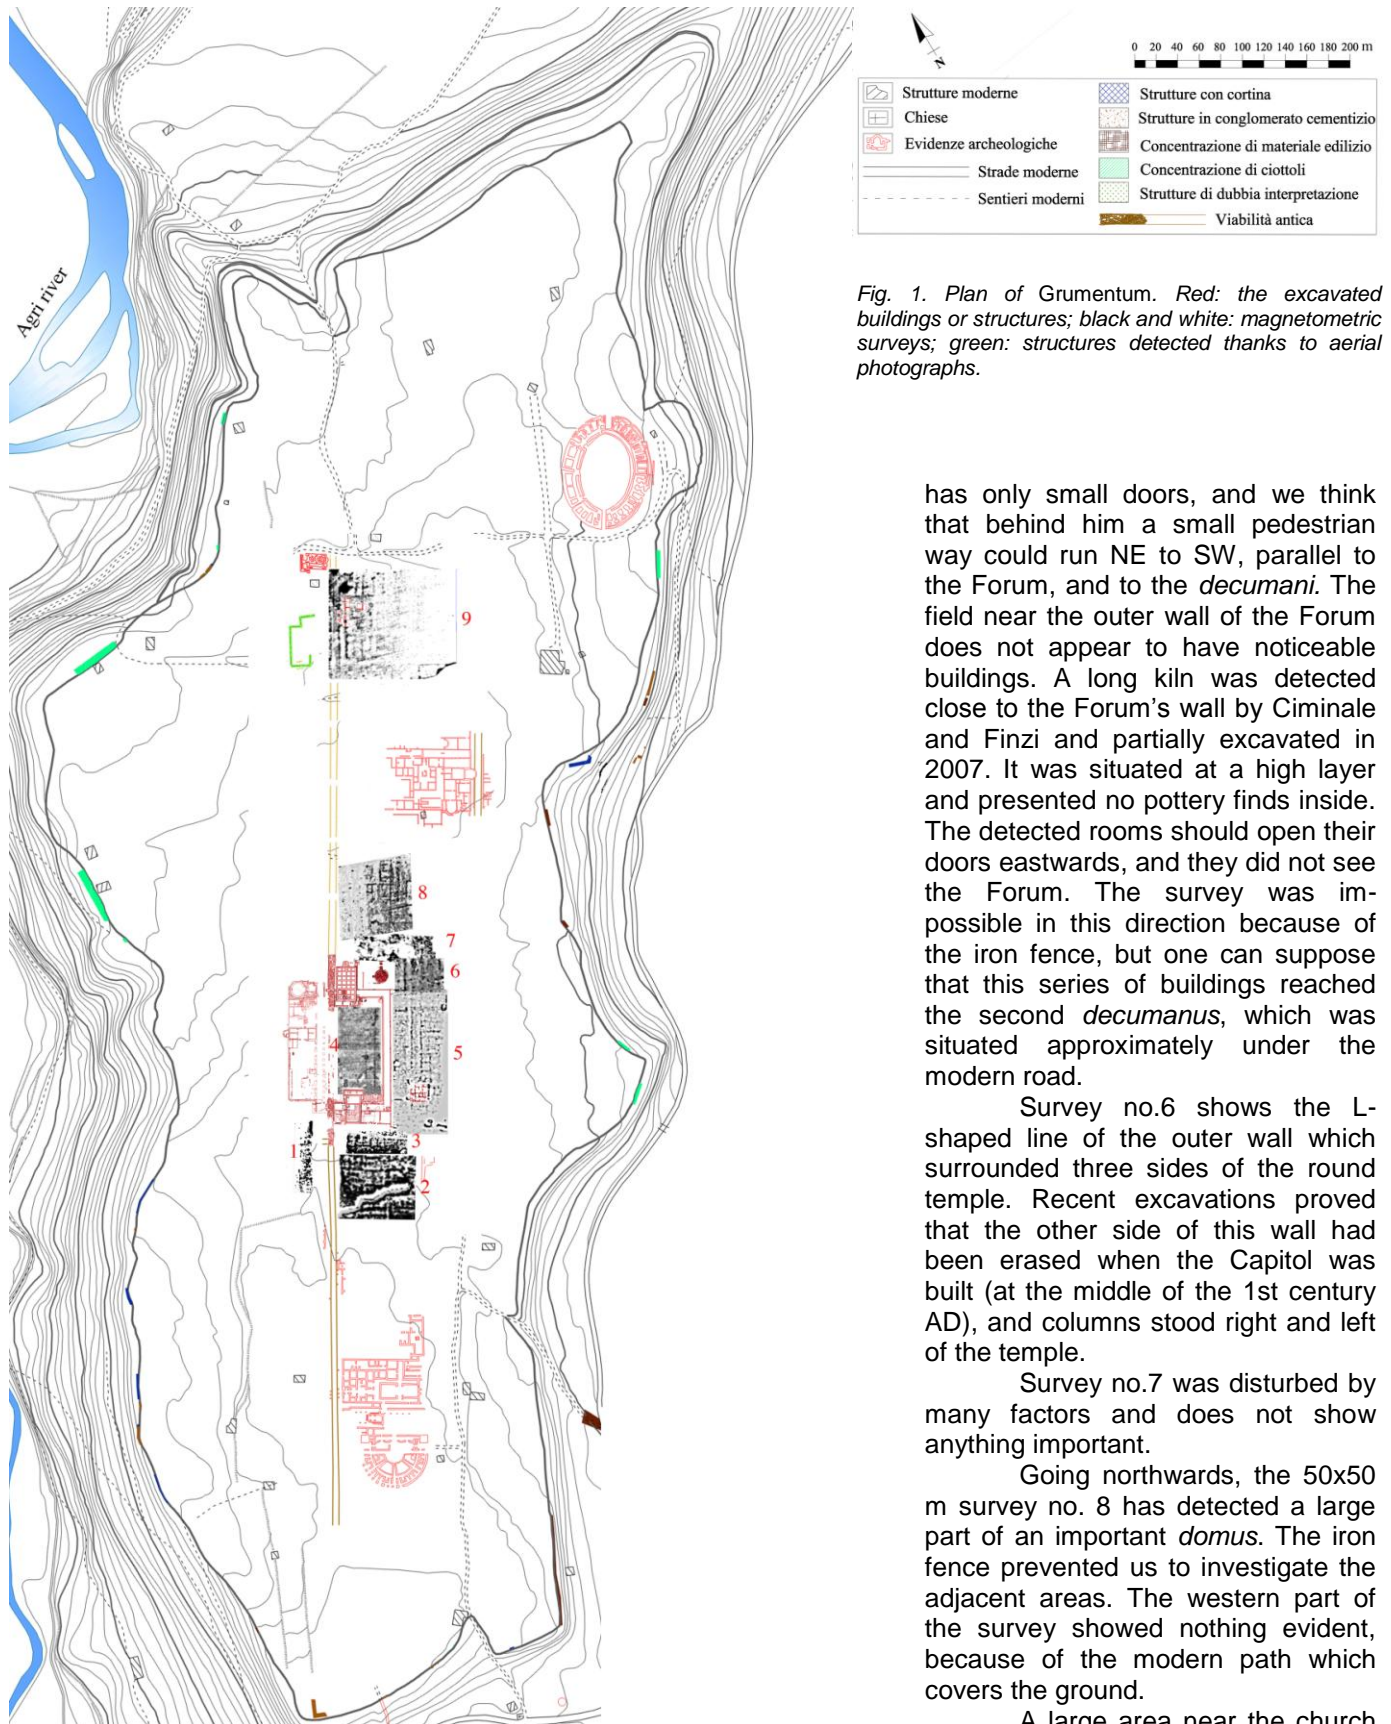 Agri river
N
0 20 40 60 80 100 120 140 160 180 200 m
Strutture moderne
Chiese
Evidenze archeologiche
Strade moderne
Sentieri moderni
Strutture con cortina
Strutture in conglomerato cementizio
Concentrazione di materiale edilizio
Concentrazione di ciottoli
Strutture di dubbia interpretazione
Viabilità antica
9
8
7
6
5
4
3
1
2
Fig. 1. Plan of Grumentum. Red: the excavated
buildings or structures; black and white: magnetometric
surveys; green: structures detected thanks to aerial
photographs.
has only small doors, and we think
that behind him a small pedestrian
way could run NE to SW, parallel to
the Forum, and to the decumani. The
field near the outer wall of the Forum
does not appear to have noticeable
buildings. A long kiln was detected
close to the Forum’s wall by Ciminale
and Finzi and partially excavated in
2007. It was situated at a high layer
and presented no pottery finds inside.
The detected rooms should open their
doors eastwards, and they did not see
the Forum. The survey was im-
possible in this direction because of
the iron fence, but one can suppose
that this series of buildings reached
the second decumanus, which was
situated approximately under the
modern road.
Survey no.6 shows the L-
shaped line of the outer wall which
surrounded three sides of the round
temple. Recent excavations proved
that the other side of this wall had
been erased when the Capitol was
built (at the middle of the 1st century
AD), and columns stood right and left
of the temple.
Survey no.7 was disturbed by
many factors and does not show
anything important.
Going northwards, the 50x50
m survey no. 8 has detected a large
part of an important domus. The iron
fence prevented us to investigate the
adjacent areas. The western part of
the survey showed nothing evident,
because of the modern path which
covers the ground.
A large area near the church